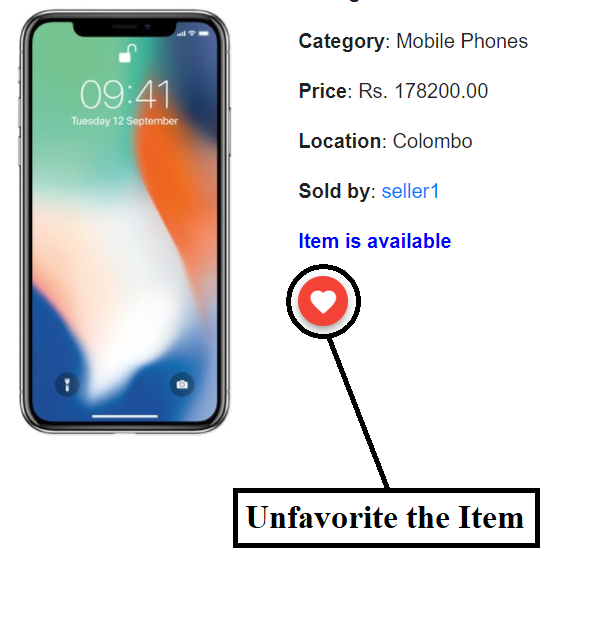 Category: Mobile Phones
Price: Rs. 178200.00
Location: Colombo
Sold by: seller1
Item is available
09:41
Tuesday 12 September
Unfavorite the Item